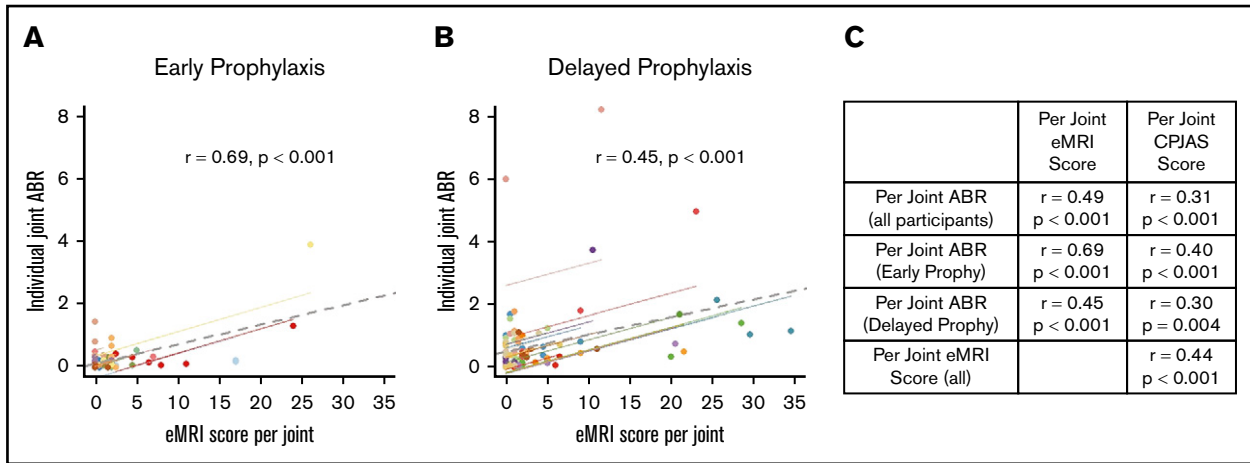 A
Early Prophylaxis
r = 0.69, p < 0.001
Individual joint ABR
8
6
4
2
0
0 5 10 15 20 25 30 35
eMRI score per joint
B
Delayed Prophylaxis
r = 0.45, p < 0.001
Individual joint ABR
8
6
4
2
0
0 5 10 15 20 25 30 35
eMRI score per joint
C
Per Joint
eMRI
Score
Per Joint
CPJAS
Score
Per Joint ABR
(all participants)
r = 0.49
p < 0.001
r = 0.31
p < 0.001
Per Joint ABR
(Early Prophy)
r = 0.69
p < 0.001
r = 0.40
p < 0.001
Per Joint ABR
(Delayed Prophy)
r = 0.45
p < 0.001
r = 0.30
p = 0.004
Per Joint eMRI
Score (all)
r = 0.44
p < 0.001